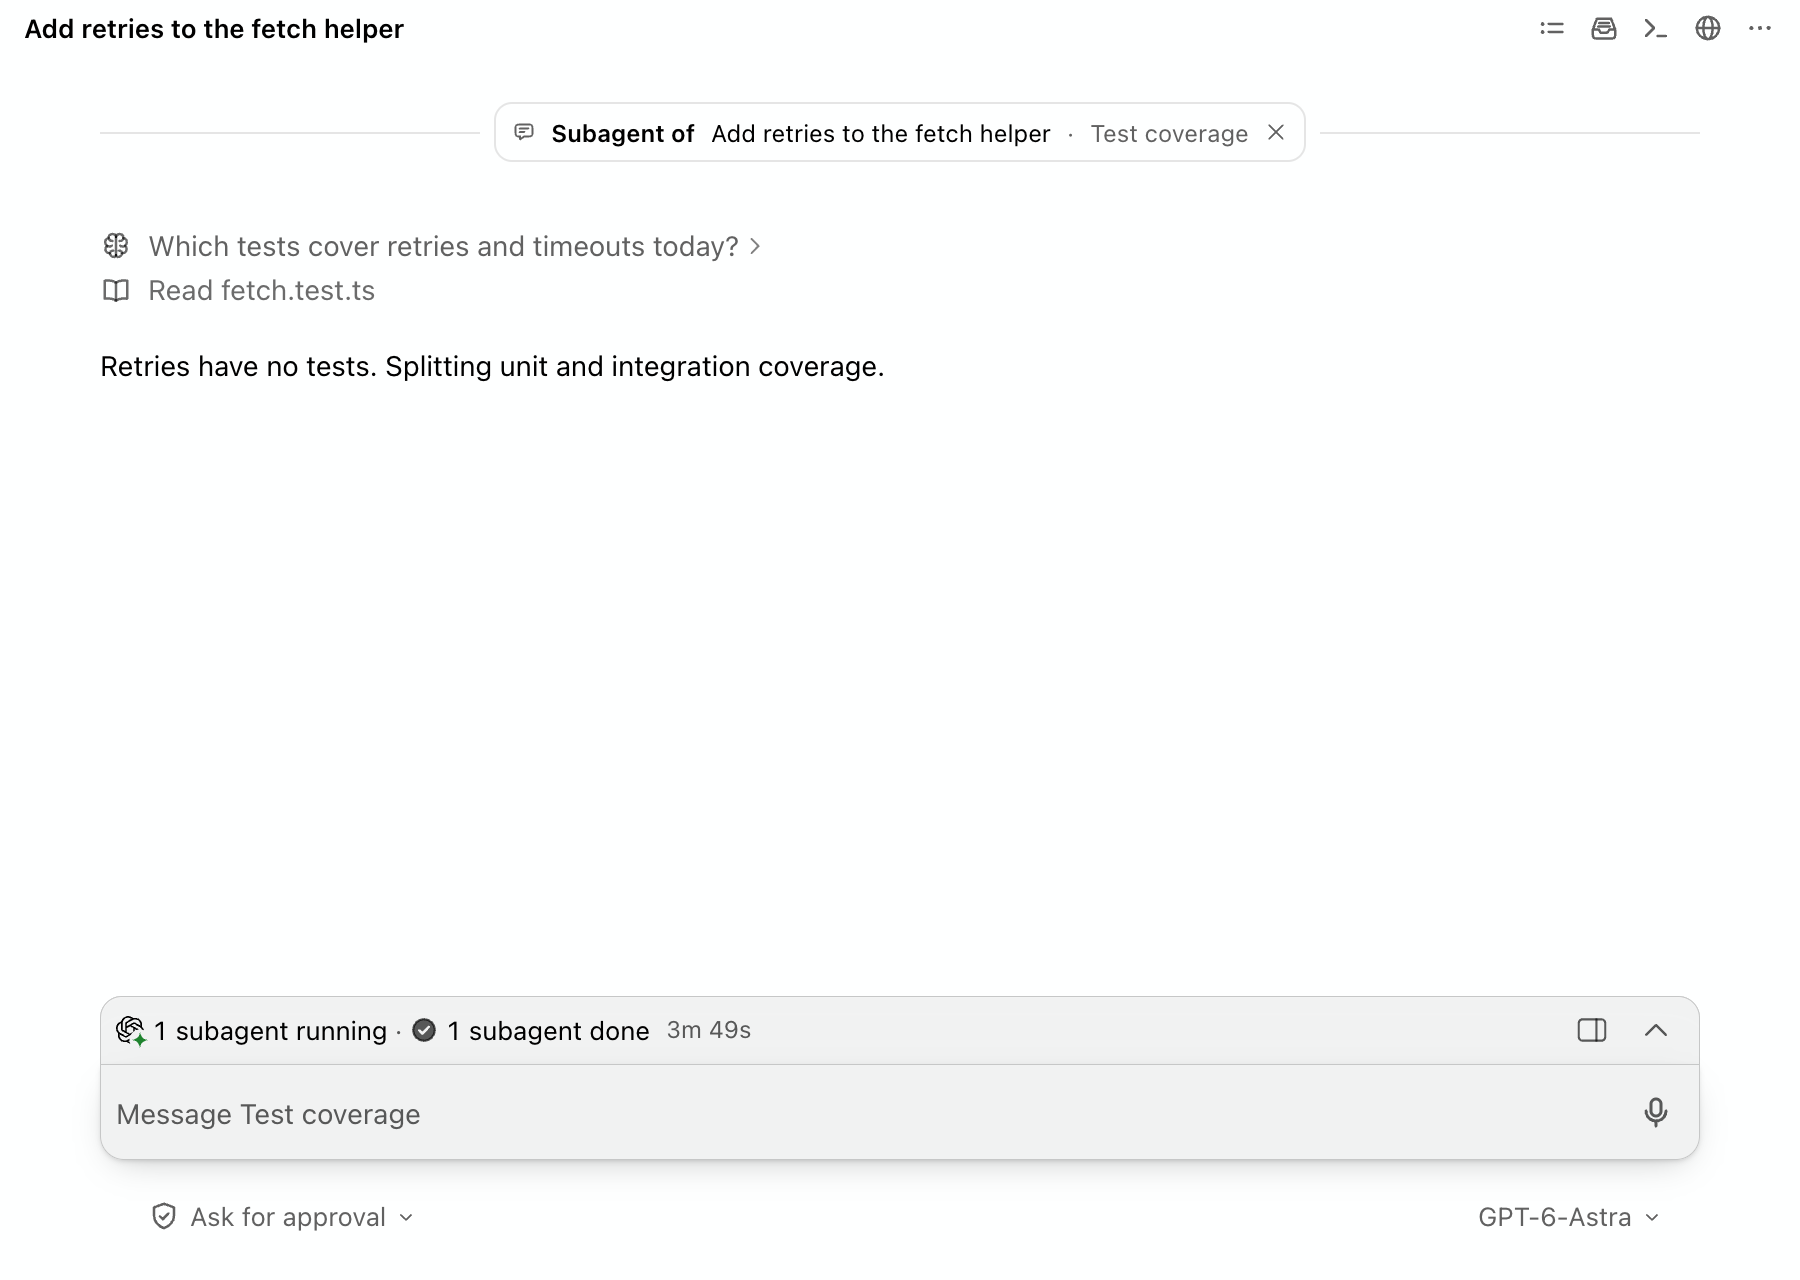 Add retries to the fetch helper
Subagent of Add retries to the fetch helper · Test coverage
Which tests cover retries and timeouts today?
Read fetch.test.ts
Retries have no tests. Splitting unit and integration coverage.
1 subagent running · 1 subagent done 3m 49s
Message Test coverage
Ask for approval
GPT-6-Astra